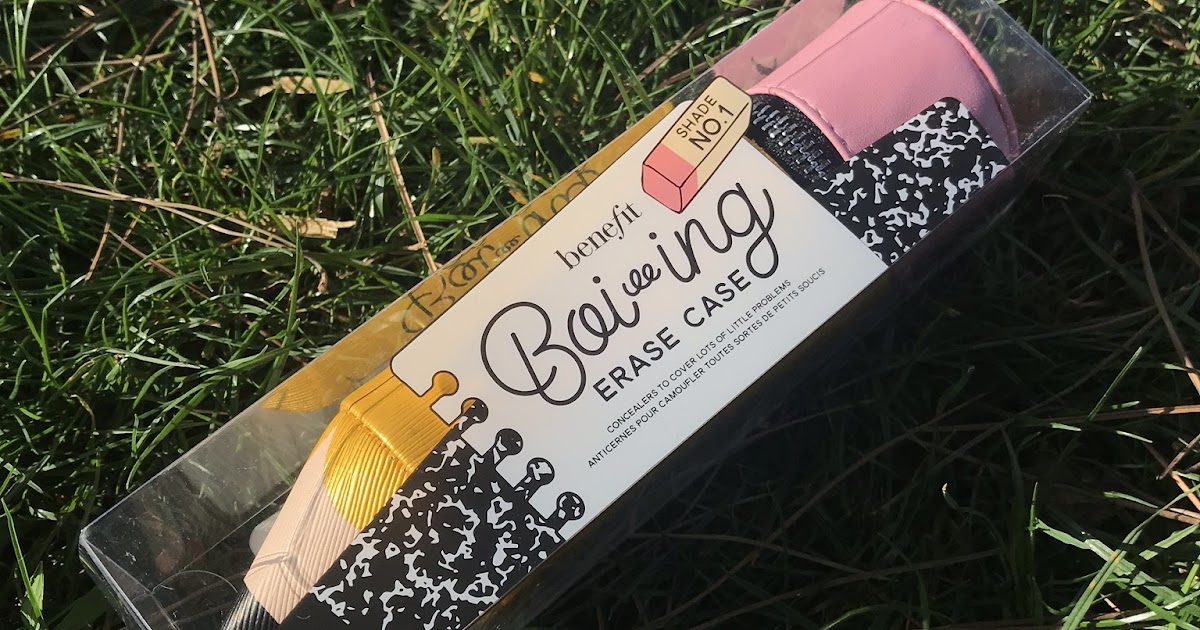 SHADE
NO.1
benefit
Boi-ing
ERASE CASE
CONCEALERS TO COVER LOTS OF LITTLE PROBLEMS
ANTICERNES POUR CAMOUFLER TOUTES SORTES DE PETITS SOUCIS